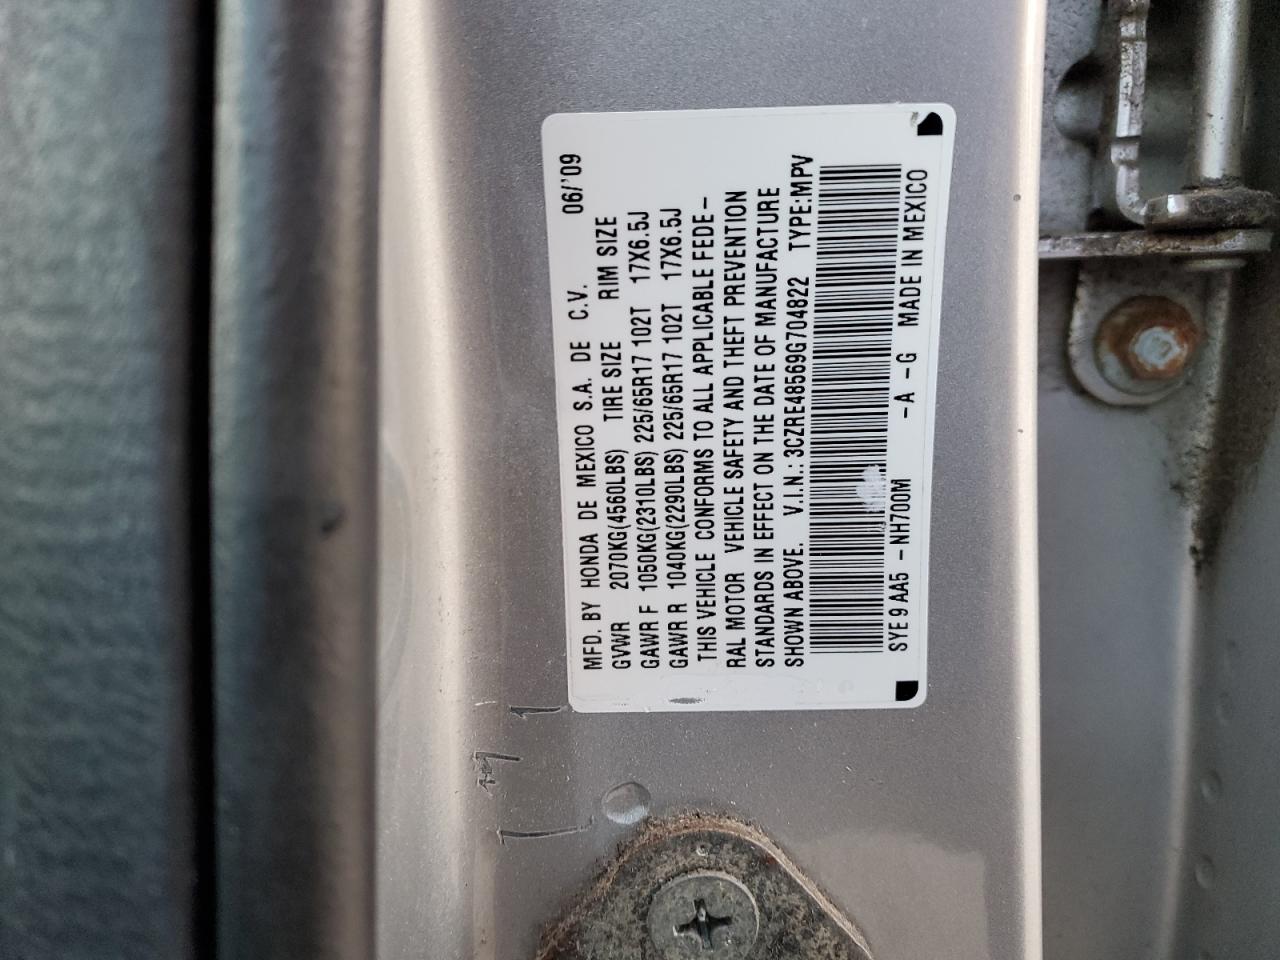 MFD. BY HONDA DE MEXICO S.A. DE C.V. 06/'09
GVWR 2070KG(4560LBS) TIRE SIZE RIM SIZE
GAWR F 1050KG(2310LBS) 225/65R17 102T 17X6.5J
GAWR R 1040KG(2290LBS) 225/65R17 102T 17X6.5J
THIS VEHICLE CONFORMS TO ALL APPLICABLE FEDE-
RAL MOTOR VEHICLE SAFETY AND THEFT PREVENTION
STANDARDS IN EFFECT ON THE DATE OF MANUFACTURE
SHOWN ABOVE. V.I.N.: 3CZRE48569G704822 TYPE:MPV
SYE 9 AA5 - NH700M -A -G MADE IN MEXICO